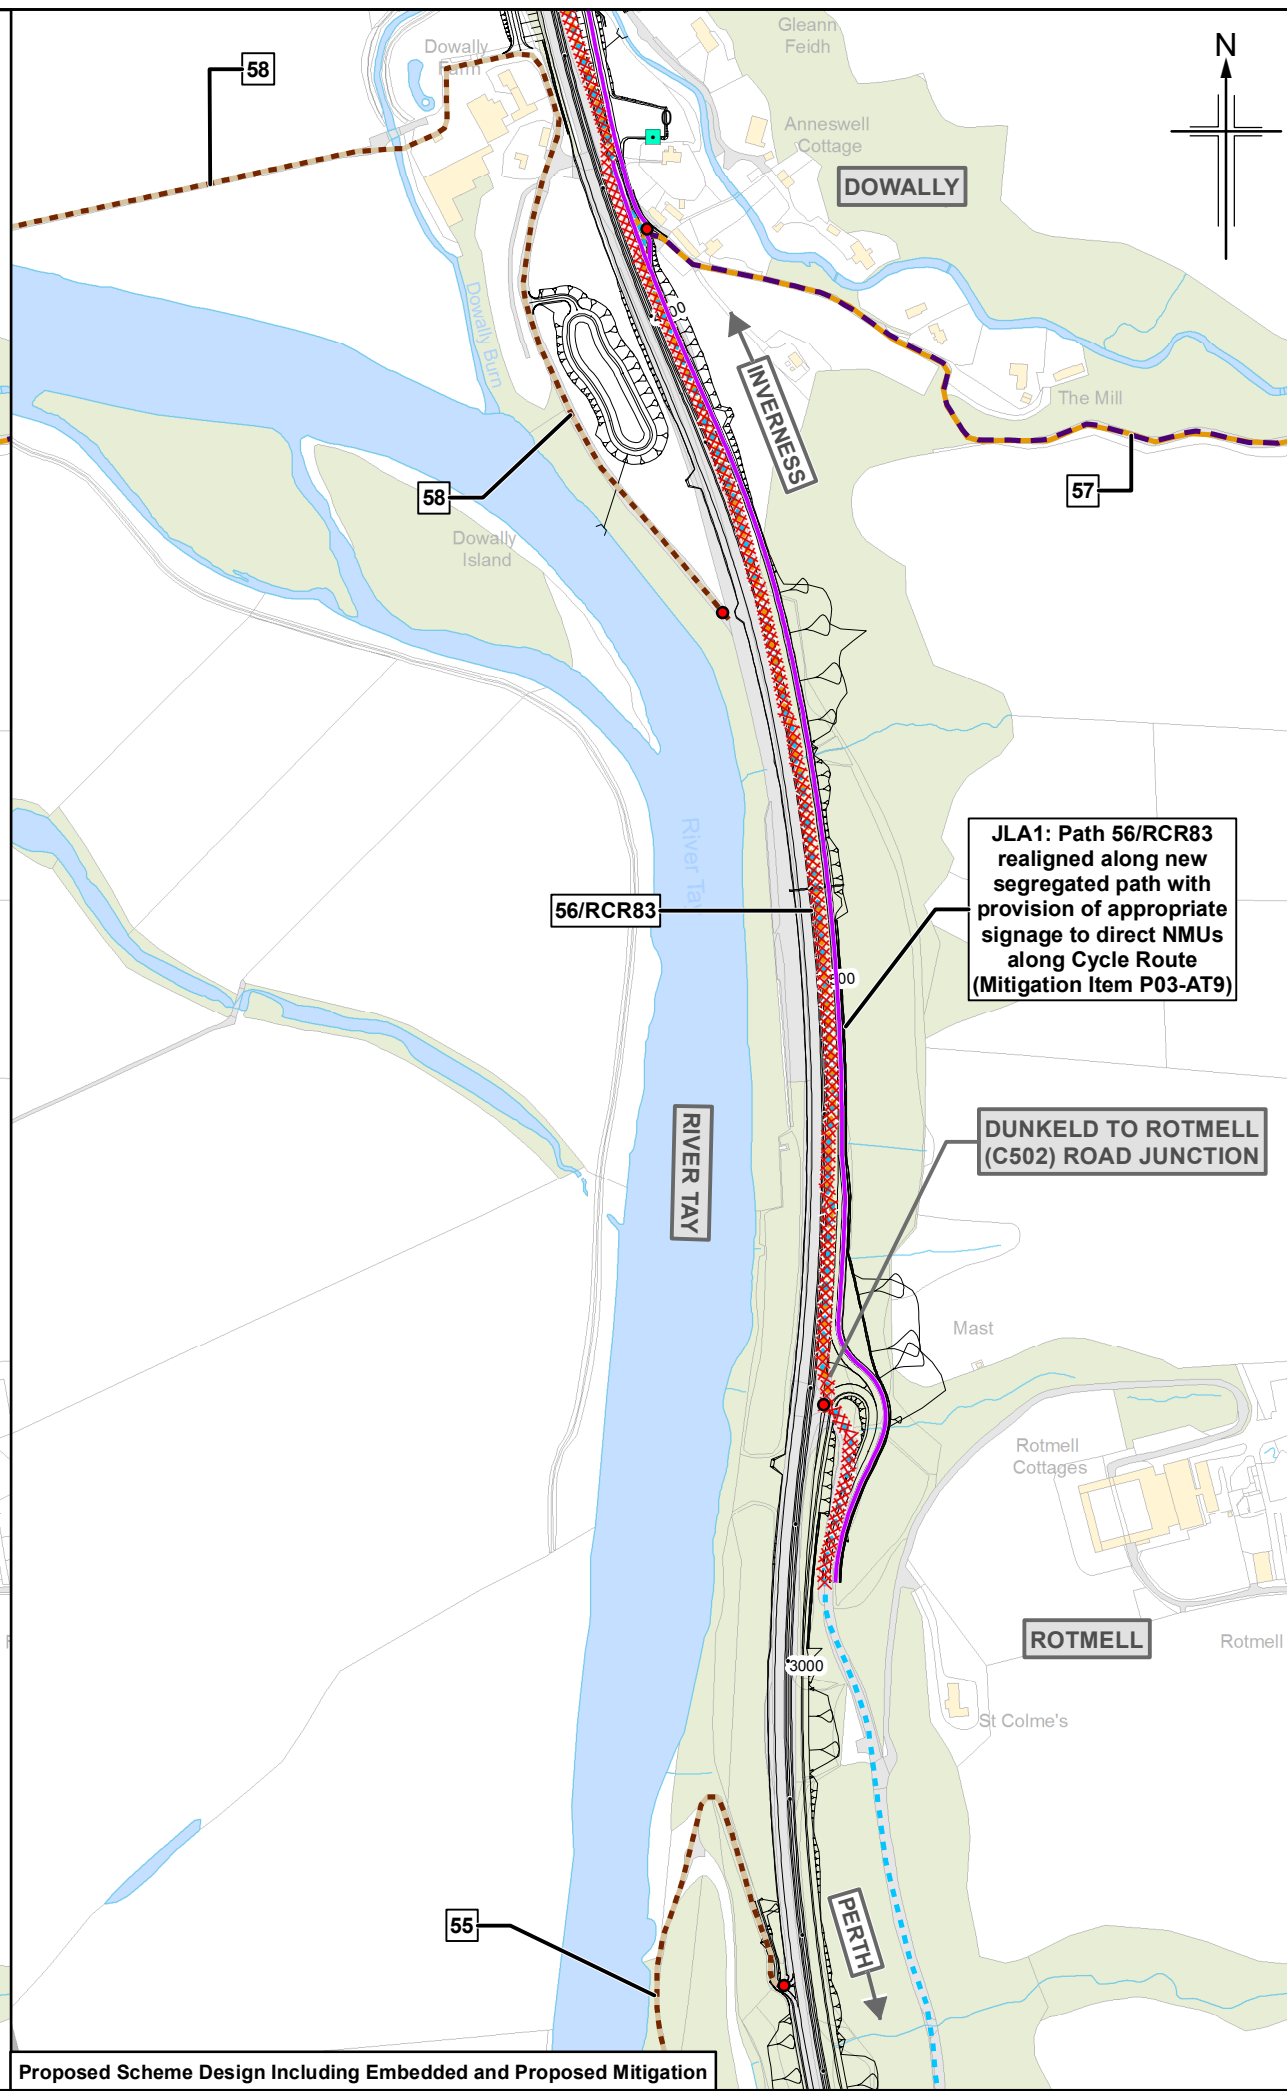 Gleann
Feidh
N
Dowally
Farm
58
Anneswell
Cottage
DOWALLY
Dowally Burn
INVERNESS
The Mill
58
57
Dowally
Island
River Tay
JLA1: Path 56/RCR83
realigned along new
segregated path with
provision of appropriate
signage to direct NMUs
along Cycle Route
(Mitigation Item P03-AT9)
56/RCR83
RIVER TAY
DUNKELD TO ROTMELL
(C502) ROAD JUNCTION
Mast
Rotmell
Cottages
ROTMELL
Rotmell
3000
St Colme's
55
PERTH
Proposed Scheme Design Including Embedded and Proposed Mitigation